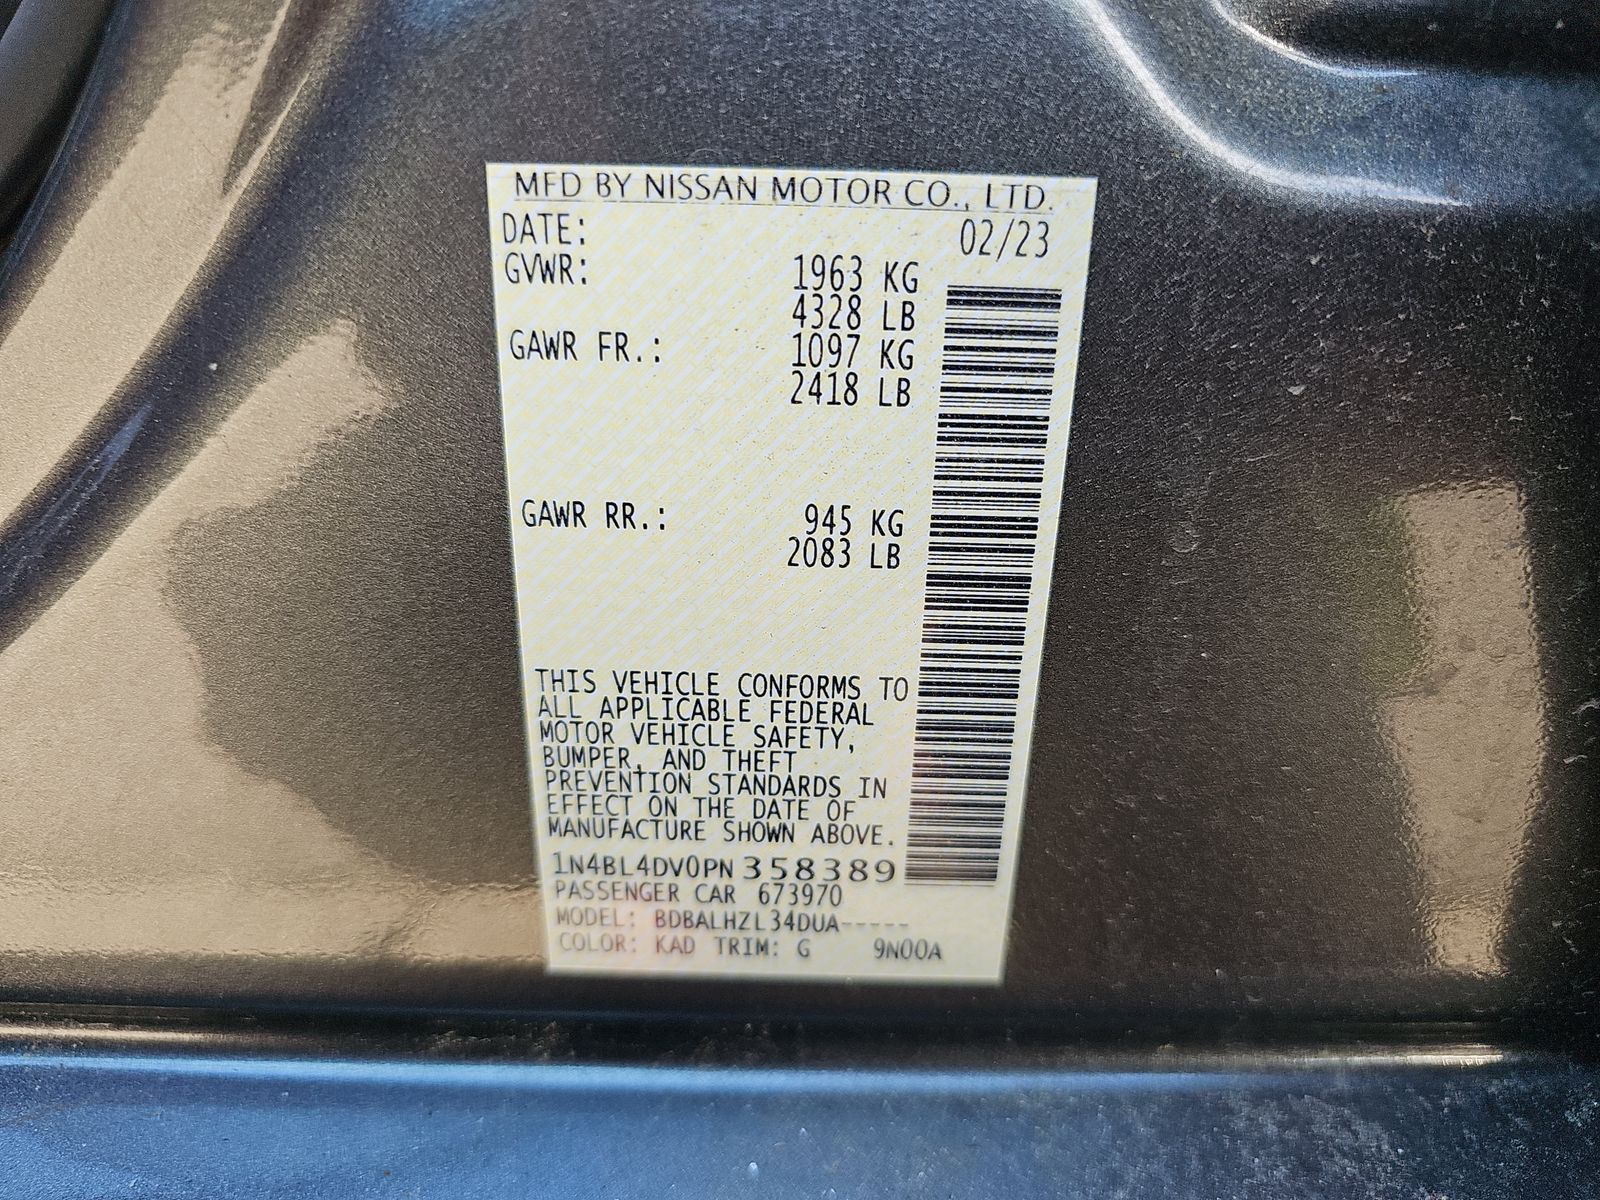 MFD BY NISSAN MOTOR CO., LTD.
DATE: 02/23
GVWR: 1963 KG
4328 LB
GAWR FR.: 1097 KG
2418 LB
GAWR RR.: 945 KG
2083 LB
THIS VEHICLE CONFORMS TO
ALL APPLICABLE FEDERAL
MOTOR VEHICLE SAFETY,
BUMPER, AND THEFT
PREVENTION STANDARDS IN
EFFECT ON THE DATE OF
MANUFACTURE SHOWN ABOVE.
1N4BL4DV0PN358389
PASSENGER CAR 673970
MODEL: BDBALHZL34DUA-----
COLOR: KAD TRIM: G 9N00A